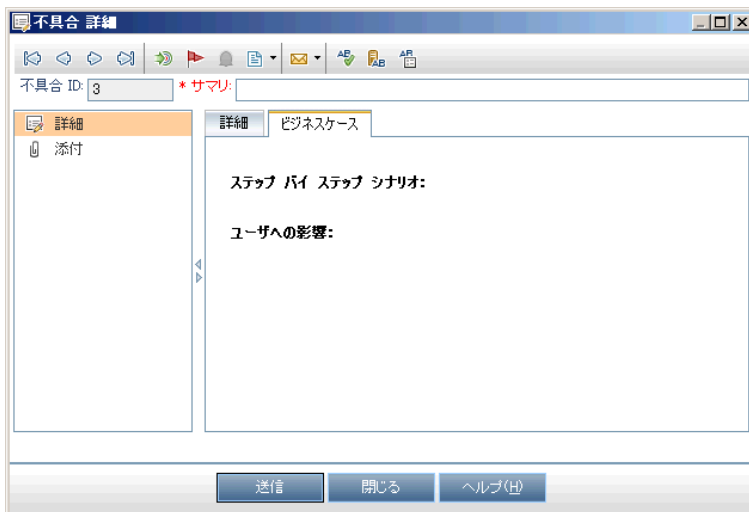 不具合 詳細
不具合 ID: 3 * サマリ:
詳細
添付
詳細 ビジネスケース
ステップ バイ ステップ シナリオ:
ユーザへの影響:
送信 閉じる ヘルプ(H)